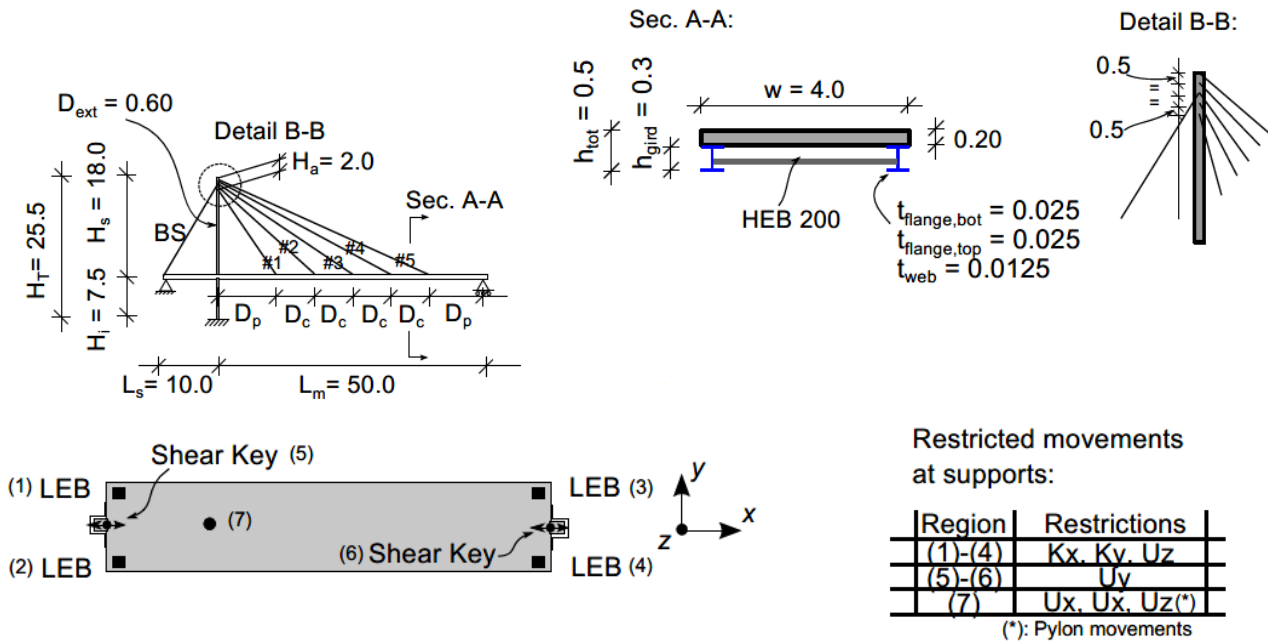 Sec. A-A:
Detail B-B:
D_ext = 0.60
Detail B-B
H_a = 2.0
H_T = 25.5
H_s = 18.0
H_i = 7.5
BS
Sec. A-A
#1
#2
#3
#4
#5
D_p
D_c
D_c
D_c
D_c
D_p
L_s = 10.0
L_m = 50.0
h_tot = 0.5
h_gird = 0.3
w = 4.0
0.20
HEB 200
t_flange,bot = 0.025
t_flange,top = 0.025
t_web = 0.0125
0.5
=
=
0.5
Shear Key (5)
(1) LEB
(2) LEB
(7)
LEB (3)
(6) Shear Key
LEB (4)
y
x
z
Restricted movements
at supports:
Region Restrictions
(1)-(4) Kx, Ky, Uz
(5)-(6) Uy
(7) Ux, Ux, Uz(*)
(*): Pylon movements